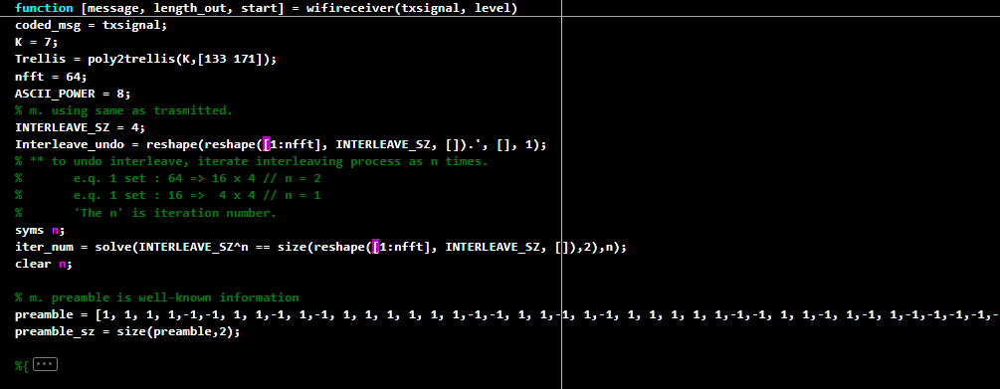 function [message, length_out, start] = wifireceiver(txsignal, level)
coded_msg = txsignal;
K = 7;
Trellis = poly2trellis(K,[133 171]);
nfft = 64;
ASCII_POWER = 8;
% m. using same as trasmitted.
INTERLEAVE_SZ = 4;
Interleave_undo = reshape(reshape([1:nfft], INTERLEAVE_SZ, []).', [], 1);
% ** to undo interleave, iterate interleaving process as n times.
%       e.q. 1 set : 64 => 16 x 4 // n = 2
%       e.q. 1 set : 16 =>  4 x 4 // n = 1
%       'The n' is iteration number.
syms n;
iter_num = solve(INTERLEAVE_SZ^n == size(reshape([1:nfft], INTERLEAVE_SZ, []),2),n);
clear n;
% m. preamble is well-known information
preamble = [1, 1, 1, 1,-1,-1, 1, 1,-1, 1,-1, 1, 1, 1, 1, 1, 1,-1,-1, 1, 1,-1, 1,-1, 1, 1, 1, 1, 1,-1,-1, 1, 1,-1, 1,-1, 1,-1,-1,-1,-1,-
preamble_sz = size(preamble,2);
%{ ...